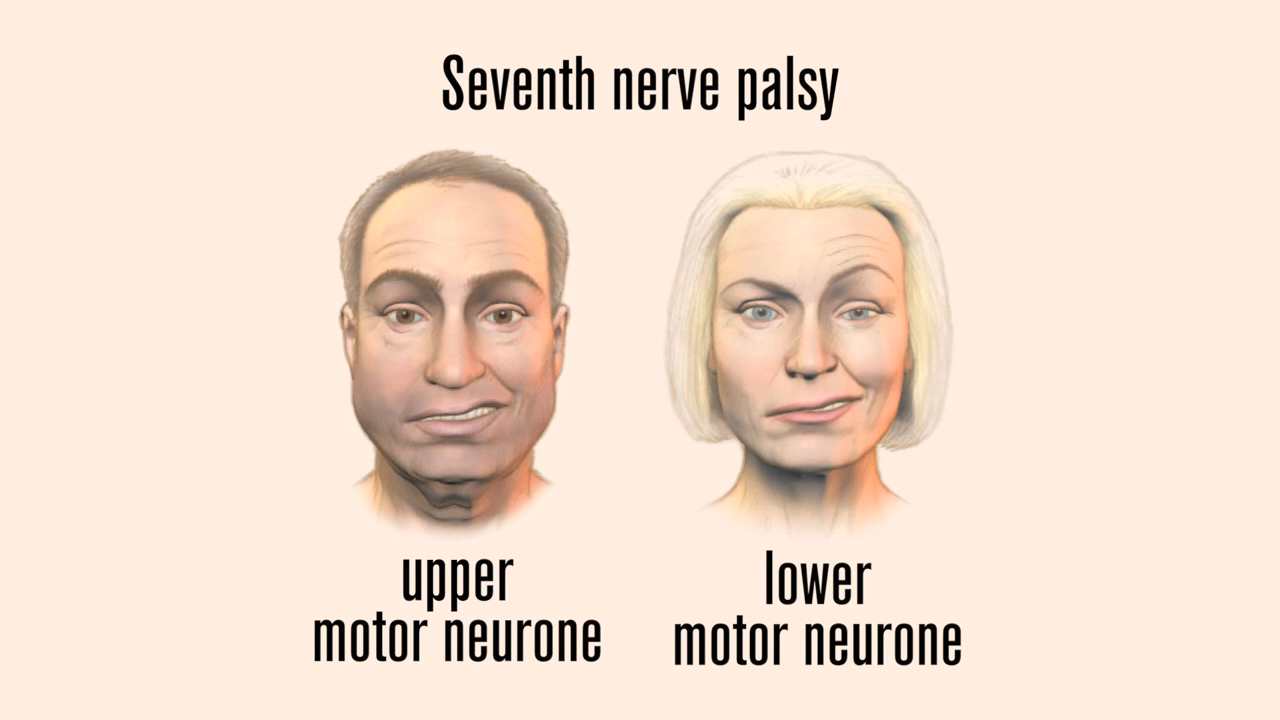 Seventh nerve palsy
upper
motor neurone
lower
motor neurone